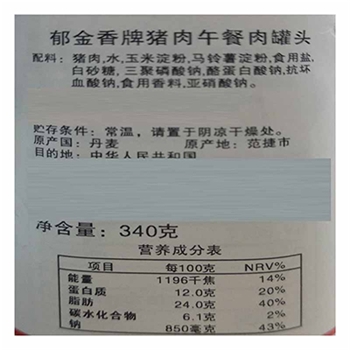 郁金香牌猪肉午餐肉罐头
配料：猪肉,水,玉米淀粉,马铃薯淀粉,食用盐,
白砂糖,三聚磷酸钠,酪蛋白酸钠,抗坏
血酸钠,食用香料,亚硝酸钠。
贮存条件：常温，请置于阴凉干燥处。
原产国：丹麦 原产地：范捷市
目的地：中华人民共和国
净含量：340克
营养成分表
项目 每100克 NRV%
能量 1196千焦 14%
蛋白质 12.0克 20%
脂肪 24.0克 40%
碳水化合物 6.1克 2%
钠 850毫克 43%